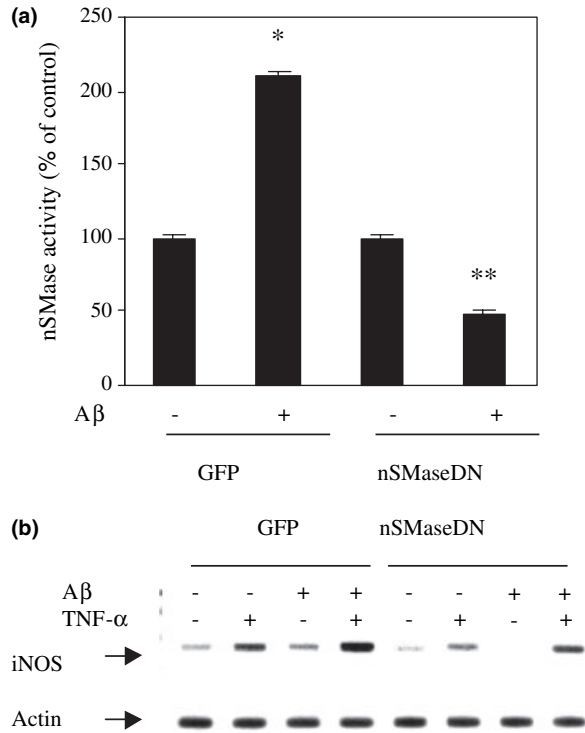 (a)
nSMase activity (% of control)
250
200
150
100
50
0
*
**
Aβ - + - +
GFP nSMaseDN
(b)
GFP nSMaseDN
Aβ - - + + - - + +
TNF-α - + - + - + - +
iNOS
Actin